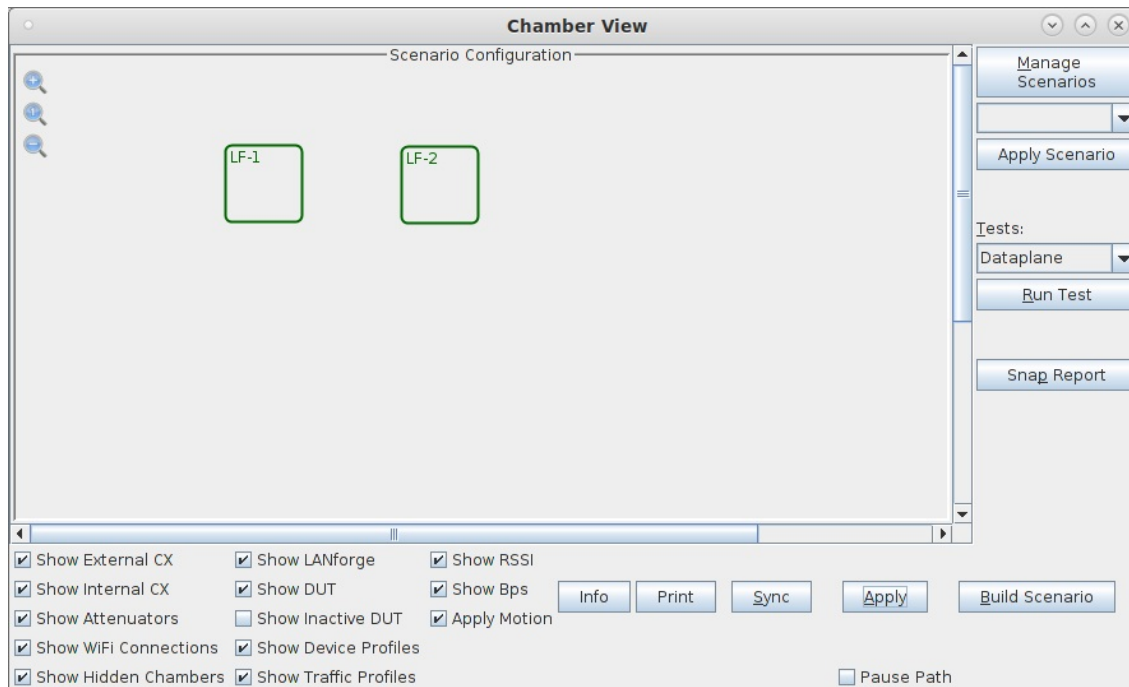 Chamber View
Scenario Configuration
Manage
Scenarios
LF-1
LF-2
Apply Scenario
Tests:
Dataplane
Run Test
Snap Report
Show External CX
Show LANforge
Show RSSI
Show Internal CX
Show DUT
Show Bps
Info
Print
Sync
Apply
Build Scenario
Show Attenuators
Show Inactive DUT
Apply Motion
Show WiFi Connections
Show Device Profiles
Show Hidden Chambers
Show Traffic Profiles
Pause Path